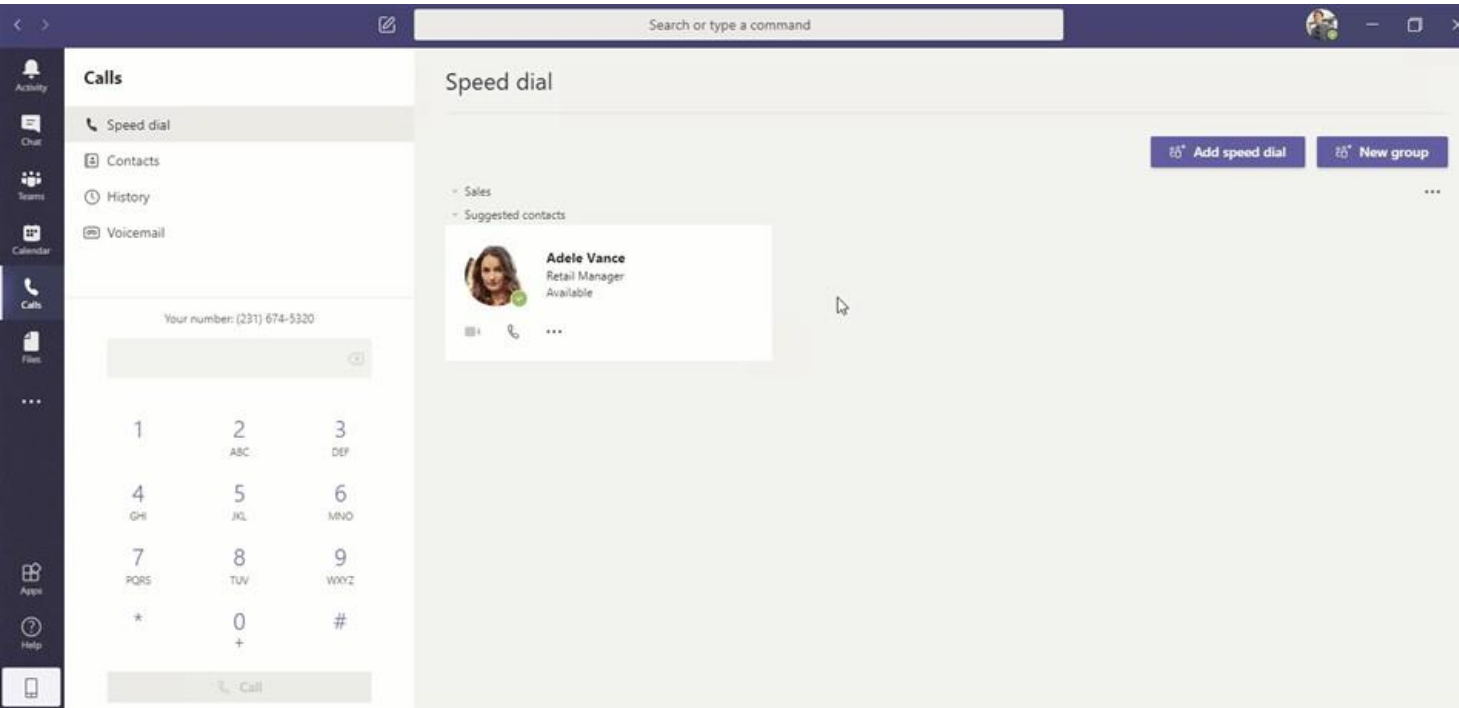 Search or type a command
Activity
Chat
Teams
Calendar
Calls
Files
Apps
Help
Calls
Speed dial
Contacts
History
Voicemail
Your number: (231) 674-5320
1
2
ABC
3
DEF
4
GHI
5
JKL
6
MNO
7
PQRS
8
TUV
9
WXYZ
*
0
+
#
Call
Speed dial
Add speed dial
New group
Sales
Suggested contacts
Adele Vance
Retail Manager
Available